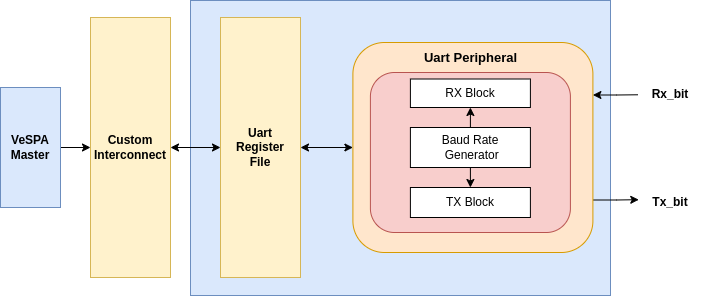 VeSPA
Master
Custom
Interconnect
Uart
Register
File
Uart Peripheral
RX Block
Baud Rate
Generator
TX Block
Rx_bit
Tx_bit